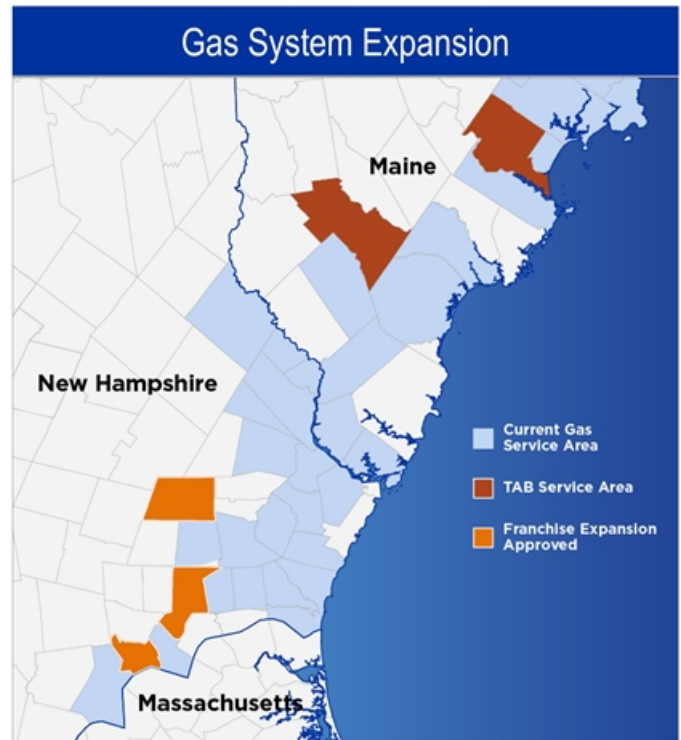 Gas System Expansion
Maine
New Hampshire
Current Gas
Service Area
TAB Service Area
Franchise Expansion
Approved
Massachusetts